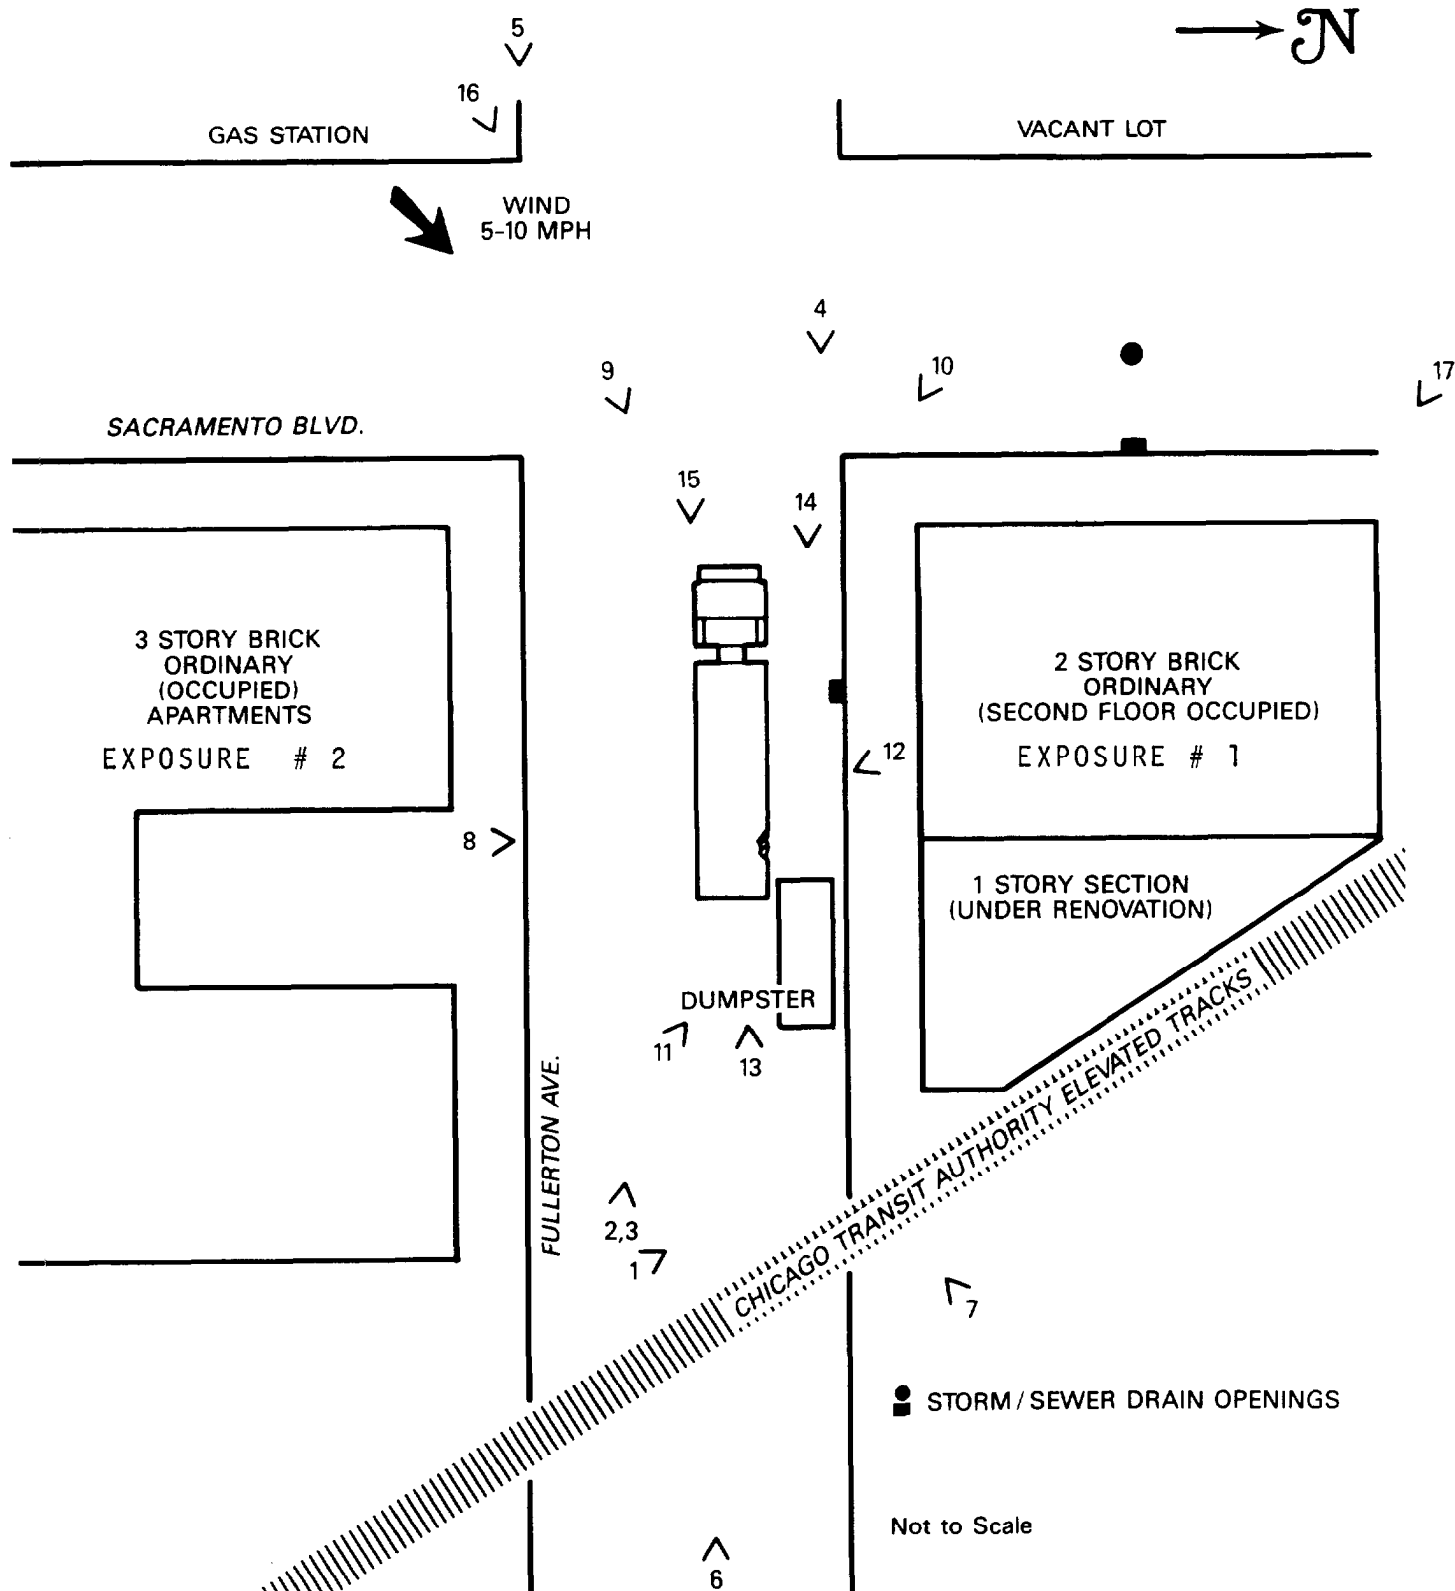 N
5
16
GAS STATION
VACANT LOT
WIND
5-10 MPH
4
9
10
17
SACRAMENTO BLVD.
15
14
3 STORY BRICK
ORDINARY
(OCCUPIED)
APARTMENTS
EXPOSURE # 2
2 STORY BRICK
ORDINARY
(SECOND FLOOR OCCUPIED)
EXPOSURE # 1
12
8
1 STORY SECTION
(UNDER RENOVATION)
DUMPSTER
11
13
FULLERTON AVE.
CHICAGO TRANSIT AUTHORITY ELEVATED TRACKS
2,3
1
7
STORM / SEWER DRAIN OPENINGS
Not to Scale
6